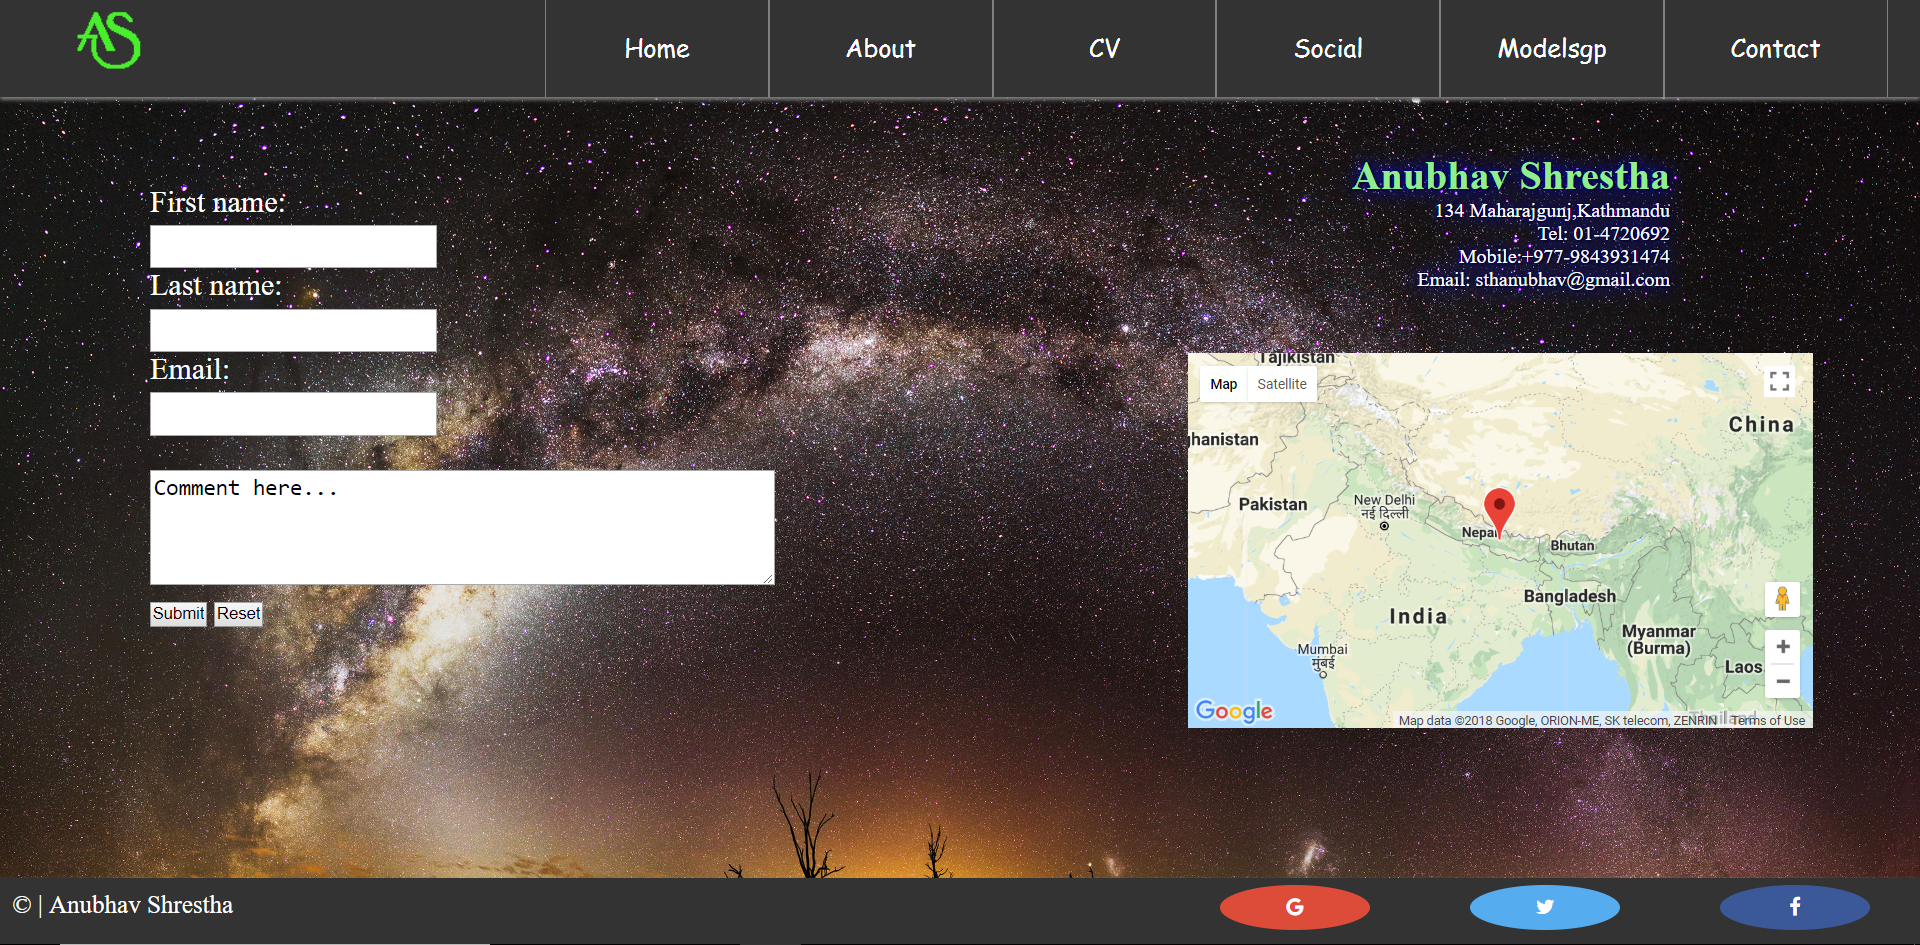 AS
Home
About
CV
Social
Modelsgp
Contact
First name:
Last name:
Email:
Comment here...
Submit Reset
Anubhav Shrestha
134 Maharajgunj,Kathmandu
Tel: 01-4720692
Mobile:+977-9843931474
Email: sthanubhav@gmail.com
Tajikistan
Map
Satellite
China
hanistan
Pakistan
New Delhi
नई दिल्ली
Nepal
Bhutan
Bangladesh
India
Myanmar
(Burma)
Mumbai
मुंबई
Laos
Thailand
Google
Map data ©2018 Google, ORION-ME, SK telecom, ZENRIN
Terms of Use
© | Anubhav Shrestha
G
f